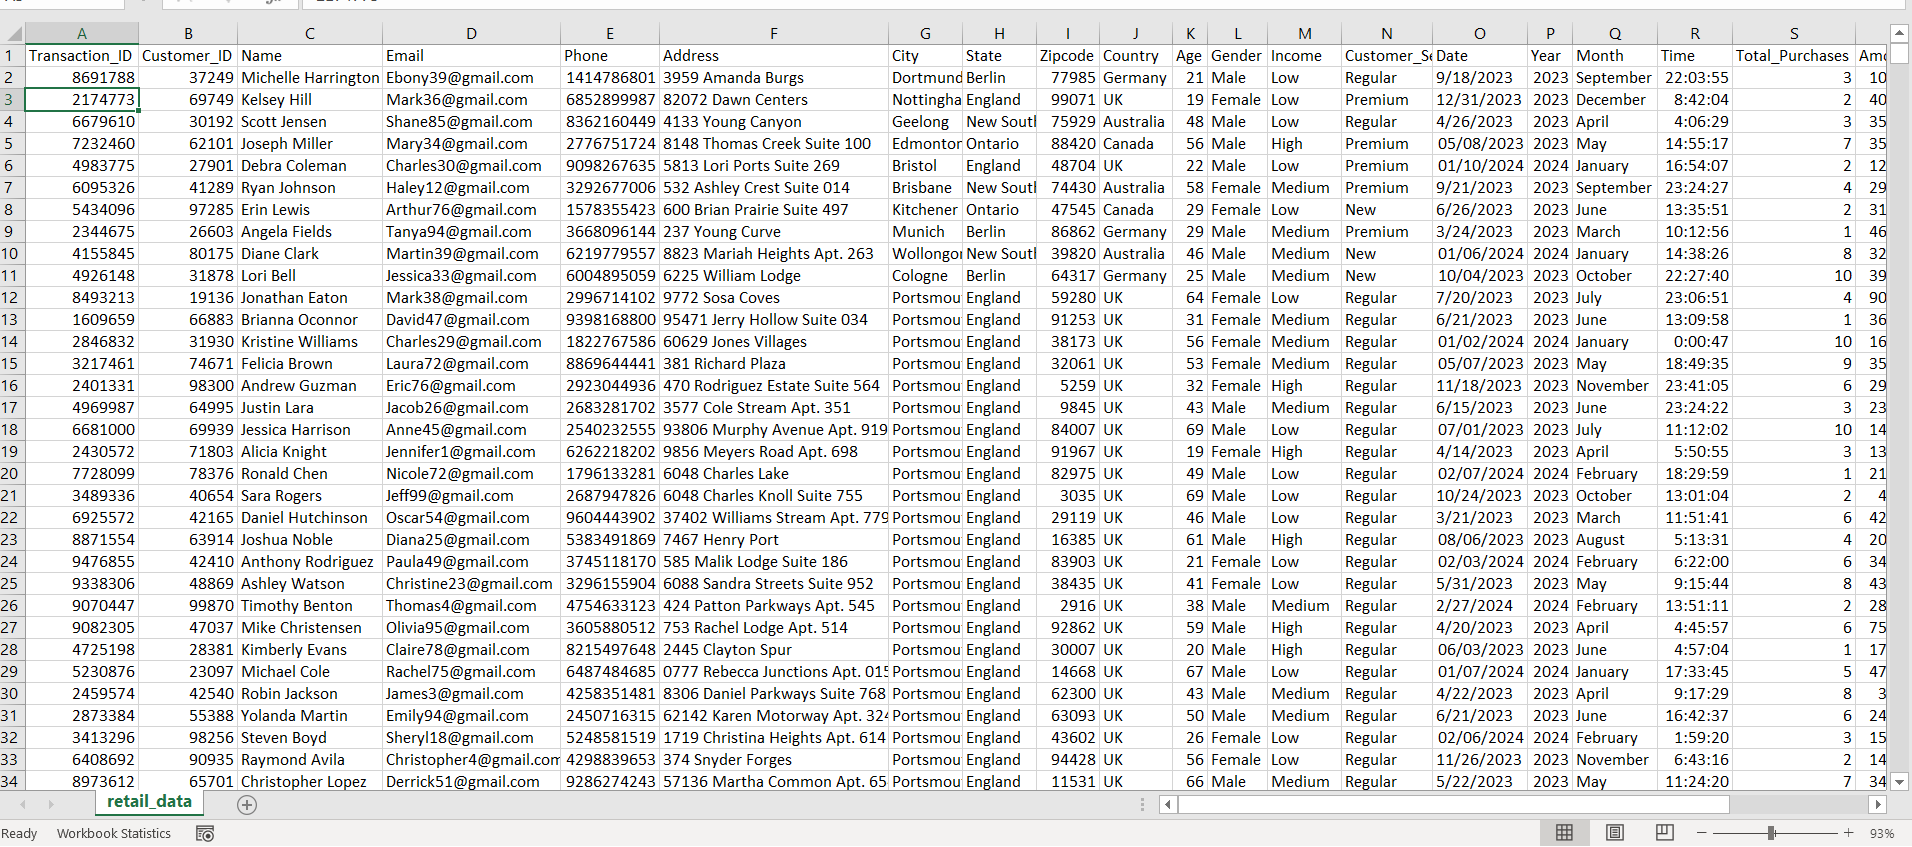 A B C D E F G H I J K L M N O P Q R S
1 Transaction_ID Customer_ID Name Email Phone Address City State Zipcode Country Age Gender Income Customer_Se Date Year Month Time Total_Purchases Amo
2 8691788 37249 Michelle Harrington Ebony39@gmail.com 1414786801 3959 Amanda Burgs Dortmund Berlin 77985 Germany 21 Male Low Regular 9/18/2023 2023 September 22:03:55 3 10
3 2174773 69749 Kelsey Hill Mark36@gmail.com 6852899987 82072 Dawn Centers Nottingha England 99071 UK 19 Female Low Premium 12/31/2023 2023 December 8:42:04 2 40
4 6679610 30192 Scott Jensen Shane85@gmail.com 8362160449 4133 Young Canyon Geelong New Soutl 75929 Australia 48 Male Low Regular 4/26/2023 2023 April 4:06:29 3 35
5 7232460 62101 Joseph Miller Mary34@gmail.com 2776751724 8148 Thomas Creek Suite 100 Edmontor Ontario 88420 Canada 56 Male High Premium 05/08/2023 2023 May 14:55:17 7 35
6 4983775 27901 Debra Coleman Charles30@gmail.com 9098267635 5813 Lori Ports Suite 269 Bristol England 48704 UK 22 Male Low Premium 01/10/2024 2024 January 16:54:07 2 12
7 6095326 41289 Ryan Johnson Haley12@gmail.com 3292677006 532 Ashley Crest Suite 014 Brisbane New Soutl 74430 Australia 58 Female Medium Premium 9/21/2023 2023 September 23:24:27 4 29
8 5434096 97285 Erin Lewis Arthur76@gmail.com 1578355423 600 Brian Prairie Suite 497 Kitchener Ontario 47545 Canada 29 Female Low New 6/26/2023 2023 June 13:35:51 2 31
9 2344675 26603 Angela Fields Tanya94@gmail.com 3668096144 237 Young Curve Munich Berlin 86862 Germany 29 Male Medium Premium 3/24/2023 2023 March 10:12:56 1 46
10 4155845 80175 Diane Clark Martin39@gmail.com 6219779557 8823 Mariah Heights Apt. 263 Wollongor New Soutl 39820 Australia 46 Male Medium New 01/06/2024 2024 January 14:38:26 8 32
11 4926148 31878 Lori Bell Jessica33@gmail.com 6004895059 6225 William Lodge Cologne Berlin 64317 Germany 25 Male Medium New 10/04/2023 2023 October 22:27:40 10 39
12 8493213 19136 Jonathan Eaton Mark38@gmail.com 2996714102 9772 Sosa Coves Portsmou England 59280 UK 64 Female Low Regular 7/20/2023 2023 July 23:06:51 4 90
13 1609659 66883 Brianna Oconnor David47@gmail.com 9398168800 95471 Jerry Hollow Suite 034 Portsmou England 91253 UK 31 Female Medium Regular 6/21/2023 2023 June 13:09:58 1 36
14 2846832 31930 Kristine Williams Charles29@gmail.com 1822767586 60629 Jones Villages Portsmou England 38173 UK 56 Female Medium Regular 01/02/2024 2024 January 0:00:47 10 16
15 3217461 74671 Felicia Brown Laura72@gmail.com 8869644441 381 Richard Plaza Portsmou England 32061 UK 53 Female Medium Regular 05/07/2023 2023 May 18:49:35 9 35
16 2401331 98300 Andrew Guzman Eric76@gmail.com 2923044936 470 Rodriguez Estate Suite 564 Portsmou England 5259 UK 32 Female High Regular 11/18/2023 2023 November 23:41:05 6 29
17 4969987 64995 Justin Lara Jacob26@gmail.com 2683281702 3577 Cole Stream Apt. 351 Portsmou England 9845 UK 43 Male Medium Regular 6/15/2023 2023 June 23:24:22 3 23
18 6681000 69939 Jessica Harrison Anne45@gmail.com 2540232555 93806 Murphy Avenue Apt. 919 Portsmou England 84007 UK 69 Male Low Regular 07/01/2023 2023 July 11:12:02 10 14
19 2430572 71803 Alicia Knight Jennifer1@gmail.com 6262218202 9856 Meyers Road Apt. 698 Portsmou England 91967 UK 19 Female High Regular 4/14/2023 2023 April 5:50:55 3 13
20 7728099 78376 Ronald Chen Nicole72@gmail.com 1796133281 6048 Charles Lake Portsmou England 82975 UK 49 Male Low Regular 02/07/2024 2024 February 18:29:59 1 21
21 3489336 40654 Sara Rogers Jeff99@gmail.com 2687947826 6048 Charles Knoll Suite 755 Portsmou England 3035 UK 69 Male Low Regular 10/24/2023 2023 October 13:01:04 2 4
22 6925572 42165 Daniel Hutchinson Oscar54@gmail.com 9604443902 37402 Williams Stream Apt. 779 Portsmou England 29119 UK 46 Male Low Regular 3/21/2023 2023 March 11:51:41 6 42
23 8871554 63914 Joshua Noble Diana25@gmail.com 5383491869 7467 Henry Port Portsmou England 16385 UK 61 Male High Regular 08/06/2023 2023 August 5:13:31 4 20
24 9476855 42410 Anthony Rodriguez Paula49@gmail.com 3745118170 585 Malik Lodge Suite 186 Portsmou England 83903 UK 21 Female Low Regular 02/03/2024 2024 February 6:22:00 6 34
25 9338306 48869 Ashley Watson Christine23@gmail.com 3296155904 6088 Sandra Streets Suite 952 Portsmou England 38435 UK 41 Female Low Regular 5/31/2023 2023 May 9:15:44 8 43
26 9070447 99870 Timothy Benton Thomas4@gmail.com 4754633123 424 Patton Parkways Apt. 545 Portsmou England 2916 UK 38 Male Medium Regular 2/27/2024 2024 February 13:51:11 2 28
27 9082305 47037 Mike Christensen Olivia95@gmail.com 3605880512 753 Rachel Lodge Apt. 514 Portsmou England 92862 UK 59 Male High Regular 4/20/2023 2023 April 4:45:57 6 75
28 4725198 28381 Kimberly Evans Claire78@gmail.com 8215497648 2445 Clayton Spur Portsmou England 30007 UK 20 Male High Regular 06/03/2023 2023 June 4:57:04 1 17
29 5230876 23097 Michael Cole Rachel75@gmail.com 6487484685 0777 Rebecca Junctions Apt. 015 Portsmou England 14668 UK 67 Male Low Regular 01/07/2024 2024 January 17:33:45 5 47
30 2459574 42540 Robin Jackson James3@gmail.com 4258351481 8306 Daniel Parkways Suite 768 Portsmou England 62300 UK 43 Male Medium Regular 4/22/2023 2023 April 9:17:29 8 3
31 2873384 55388 Yolanda Martin Emily94@gmail.com 2450716315 62142 Karen Motorway Apt. 324 Portsmou England 63093 UK 50 Male Medium Regular 6/21/2023 2023 June 16:42:37 6 24
32 3413296 98256 Steven Boyd Sheryl18@gmail.com 5248581519 1719 Christina Heights Apt. 614 Portsmou England 43602 UK 26 Female Low Regular 02/06/2024 2024 February 1:59:20 3 15
33 6408692 90935 Raymond Avila Christopher4@gmail.com 4298839653 374 Snyder Forges Portsmou England 94428 UK 56 Female Low Regular 11/26/2023 2023 November 6:43:16 2 14
34 8973612 65701 Christopher Lopez Derrick51@gmail.com 9286274243 57136 Martha Common Apt. 65 Portsmou England 11531 UK 66 Male Medium Regular 5/22/2023 2023 May 11:24:20 7 34
retail_data
Ready Workbook Statistics 93%